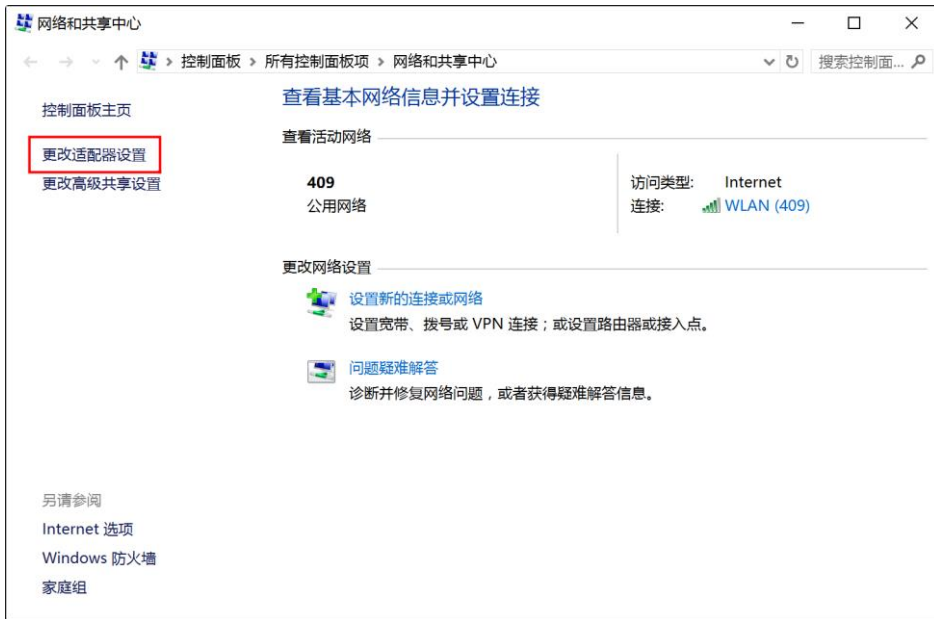 网络和共享中心
控制面板 > 所有控制面板项 > 网络和共享中心
搜索控制面...
控制面板主页
更改适配器设置
更改高级共享设置
查看基本网络信息并设置连接
查看活动网络
409
公用网络
访问类型: Internet
连接: WLAN (409)
更改网络设置
设置新的连接或网络
设置宽带、拨号或 VPN 连接；或设置路由器或接入点。
问题疑难解答
诊断并修复网络问题，或者获得疑难解答信息。
另请参阅
Internet 选项
Windows 防火墙
家庭组